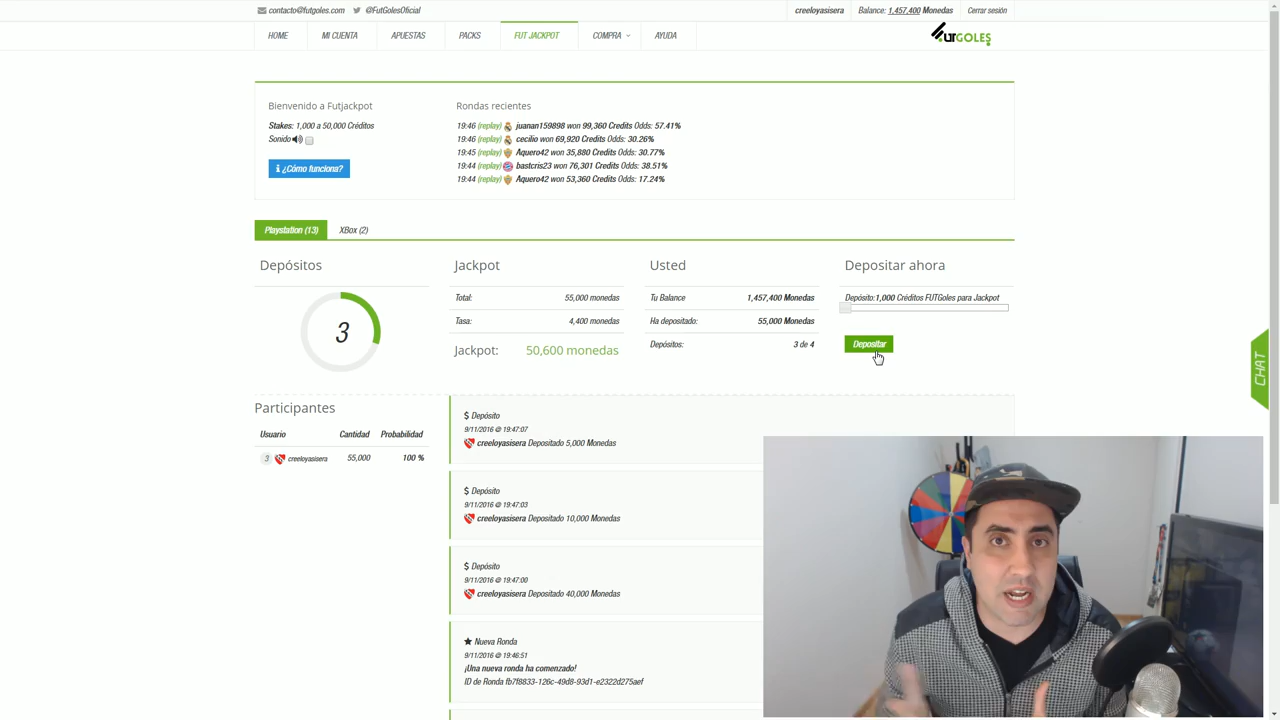 contacto@futgoles.com @FutGolesOficial creeloyasisera Balance: 1,457,400 Monedas Cerrar sesión
HOME MI CUENTA APUESTAS PACKS FUT JACKPOT COMPRA AYUDA FUTGOLES
Bienvenido a Futjackpot
Stakes: 1,000 a 50,000 Créditos
Sonido
¿Cómo funciona?
Rondas recientes
19:46 (replay) juanan159898 won 99,360 Credits Odds: 57.41%
19:46 (replay) cecilio won 69,920 Credits Odds: 30.26%
19:45 (replay) Aquero42 won 35,880 Credits Odds: 30.77%
19:44 (replay) bastcris23 won 76,301 Credits Odds: 38.51%
19:44 (replay) Aquero42 won 53,360 Credits Odds: 17.24%
Playstation (13) XBox (2)
Depósitos
3
Jackpot
Total: 55,000 monedas
Tasa: 4,400 monedas
Jackpot: 50,600 monedas
Usted
Tu Balance 1,457,400 Monedas
Ha depositado: 55,000 Monedas
Depósitos: 3 de 4
Depositar ahora
Depósito:1,000 Créditos FUTGoles para Jackpot
Depositar
CHAT
Participantes
Usuario Cantidad Probabilidad
3 creeloyasisera 55,000 100 %
$ Depósito
9/11/2016 @ 19:47:07
creeloyasisera Depositado 5,000 Monedas
$ Depósito
9/11/2016 @ 19:47:03
creeloyasisera Depositado 10,000 Monedas
$ Depósito
9/11/2016 @ 19:47:00
creeloyasisera Depositado 40,000 Monedas
Nueva Ronda
9/11/2016 @ 19:46:51
¡Una nueva ronda ha comenzado!
ID de Ronda fb7f8833-126c-49d8-93d1-e2322d275aef